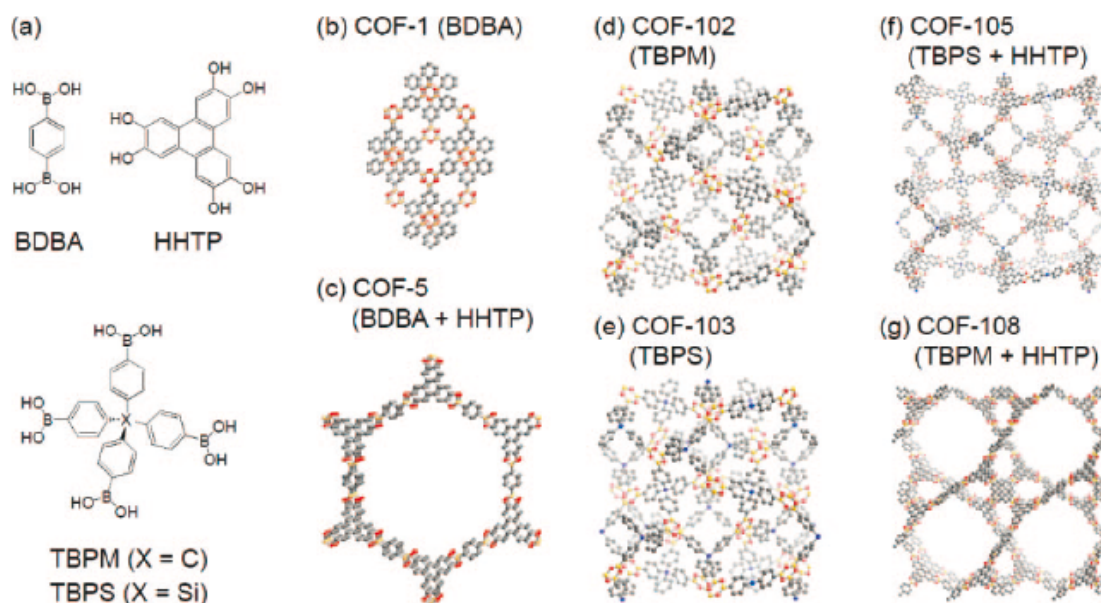 (a)
HO OH
B
B
HO OH
BDBA
OH
OH
HO
HO
OH
OH
HHTP
HO OH
B
HO
B
HO
X
OH
B
OH
B
HO OH
TBPM (X = C)
TBPS (X = Si)
(b) COF-1 (BDBA)
(c) COF-5
(BDBA + HHTP)
(d) COF-102
(TBPM)
(e) COF-103
(TBPS)
(f) COF-105
(TBPS + HHTP)
(g) COF-108
(TBPM + HHTP)